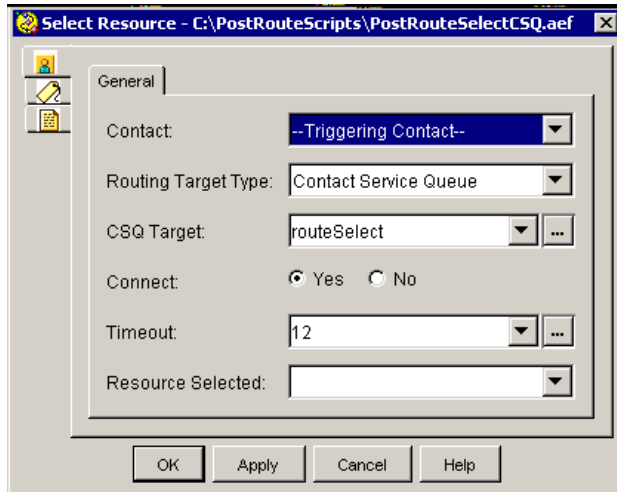 Select Resource - C:\PostRouteScripts\PostRouteSelectCSQ.aef
General
Contact: --Triggering Contact--
Routing Target Type: Contact Service Queue
CSQ Target: routeSelect ...
Connect: Yes No
Timeout: 12 ...
Resource Selected:
OK Apply Cancel Help